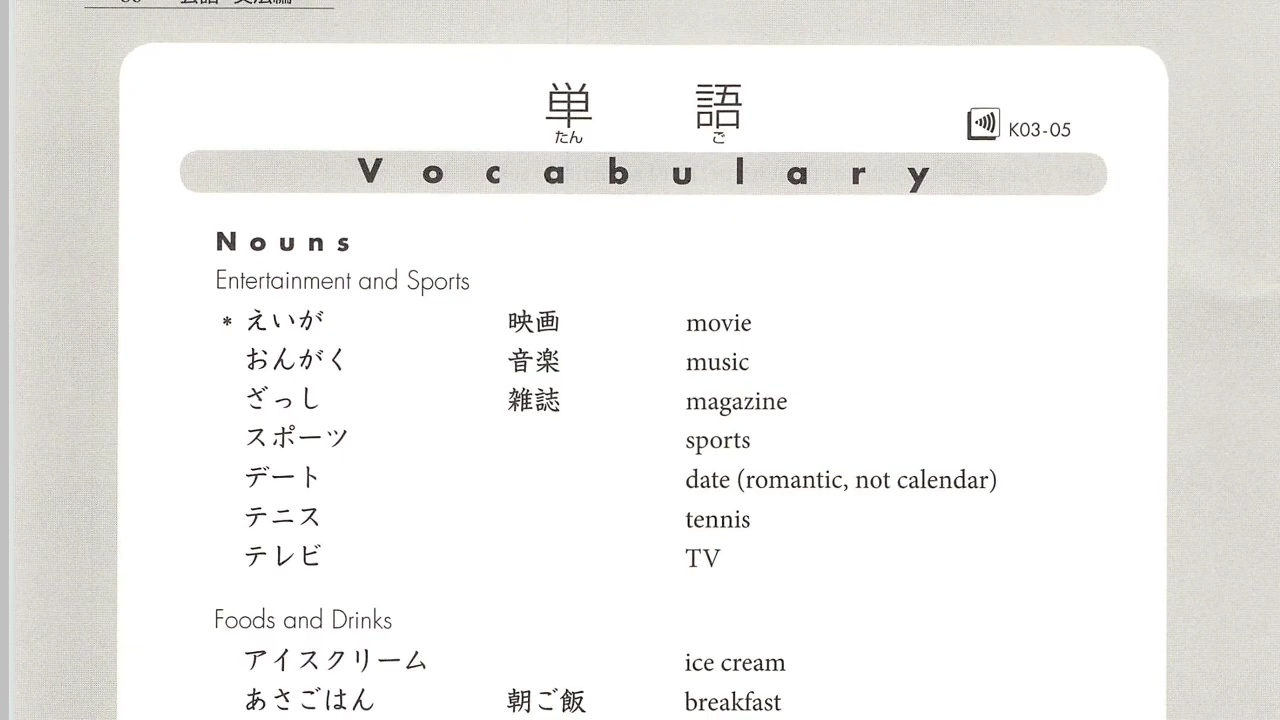 単語
たん ご
K03-05
Vocabulary
Nouns
Entertainment and Sports
* えいが 映画 movie
おんがく 音楽 music
ざっし 雑誌 magazine
スポーツ sports
デート date (romantic, not calendar)
テニス tennis
テレビ TV
Foods and Drinks
アイスクリーム ice cream
あさごはん 朝ご飯 breakfast